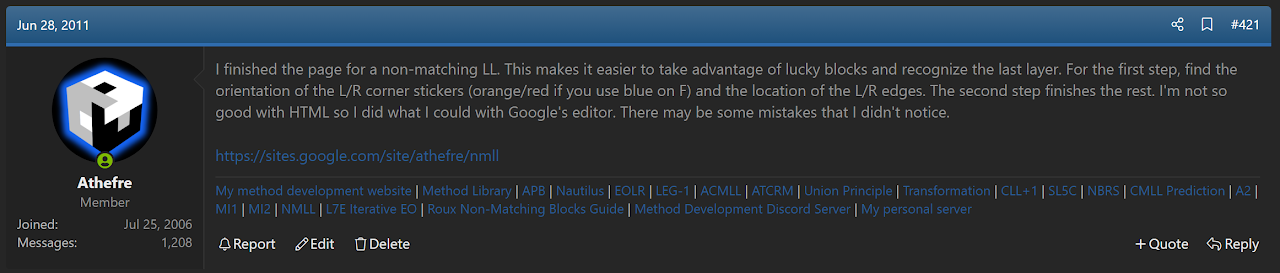 Jun 28, 2011
#421
I finished the page for a non-matching LL. This makes it easier to take advantage of lucky blocks and recognize the last layer. For the first step, find the
orientation of the L/R corner stickers (orange/red if you use blue on F) and the location of the L/R edges. The second step finishes the rest. I'm not so
good with HTML so I did what I could with Google's editor. There may be some mistakes that I didn't notice.
https://sites.google.com/site/athefre/nmll
Athefre
Member
Joined: Jul 25, 2006
Messages: 1,208
My method development website | Method Library | APB | Nautilus | EOLR | LEG-1 | ACMLL | ATCRM | Union Principle | Transformation | CLL+1 | SL5C | NBRS | CMLL Prediction | A2 |
MI1 | MI2 | NMLL | L7E Iterative EO | Roux Non-Matching Blocks Guide | Method Development Discord Server | My personal server
Report Edit Delete
+ Quote Reply